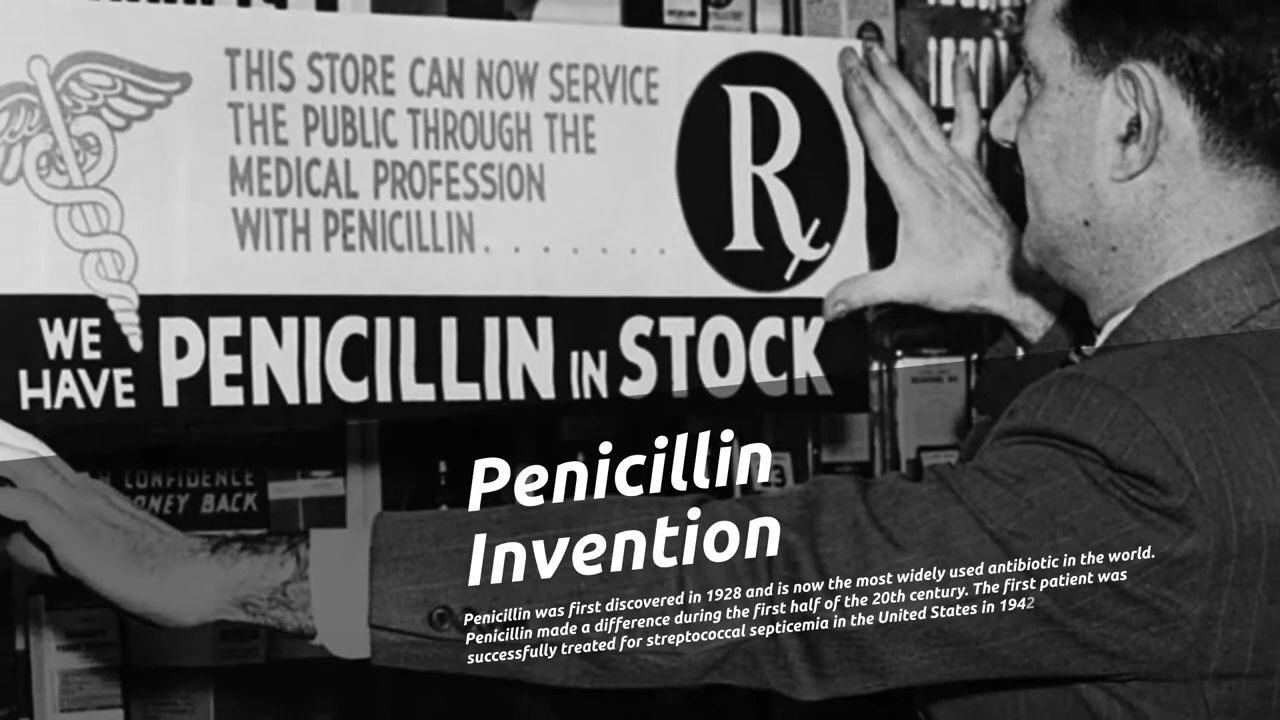 THIS STORE CAN NOW SERVICE
THE PUBLIC THROUGH THE
MEDICAL PROFESSION
WITH PENICILLIN........
Rx
WE HAVE PENICILLIN IN STOCK
CONFIDENCE
MONEY BACK
Penicillin
Invention
Penicillin was first discovered in 1928 and is now the most widely used antibiotic in the world.
Penicillin made a difference during the first half of the 20th century. The first patient was
successfully treated for streptococcal septicemia in the United States in 1942